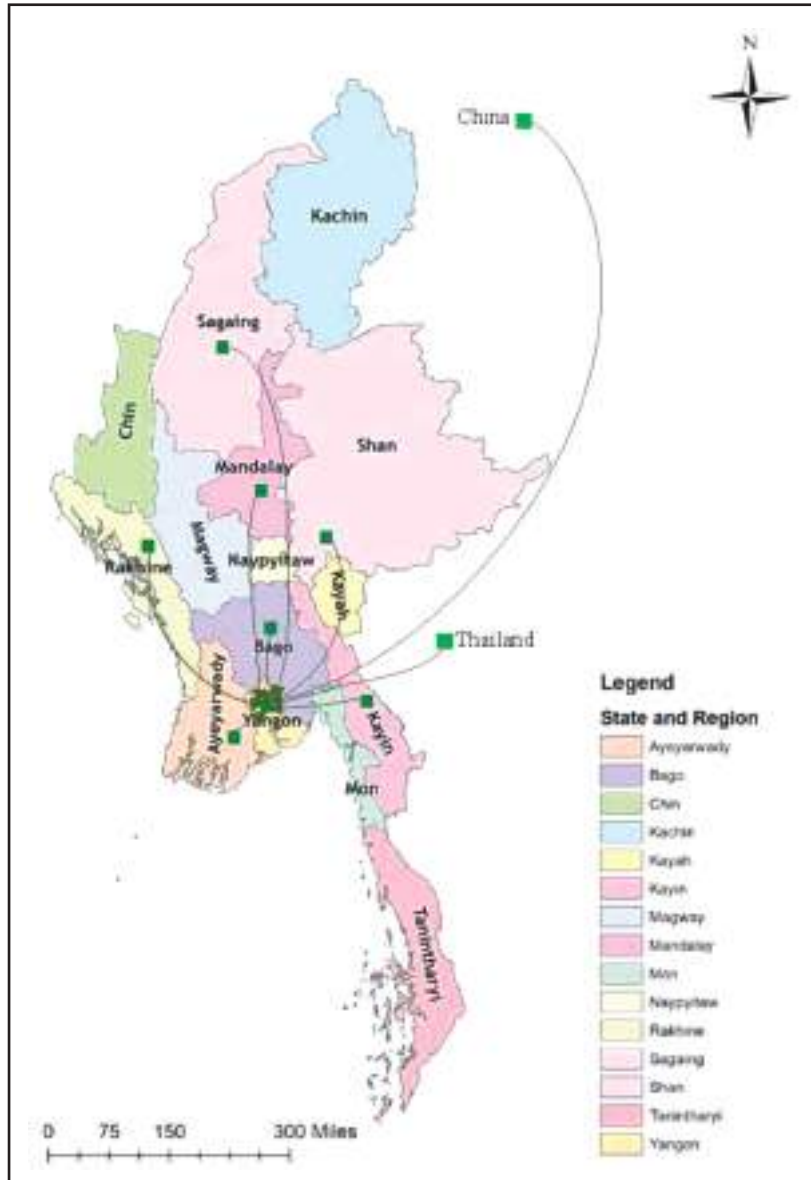 N
China
Kachin
Sagaing
Chin
Shan
Mandalay
Magway
Rakhine
Naypyitaw
Kayah
Bago
Thailand
Ayeyarwady
Yangon
Kayin
Mon
Tanintharyi
Legend
State and Region
Ayeyarwady
Bago
Chin
Kachin
Kayah
Kayin
Magway
Mandalay
Mon
Naypyitaw
Rakhine
Sagaing
Shan
Tanintharyi
Yangon
0 75 150 300 Miles